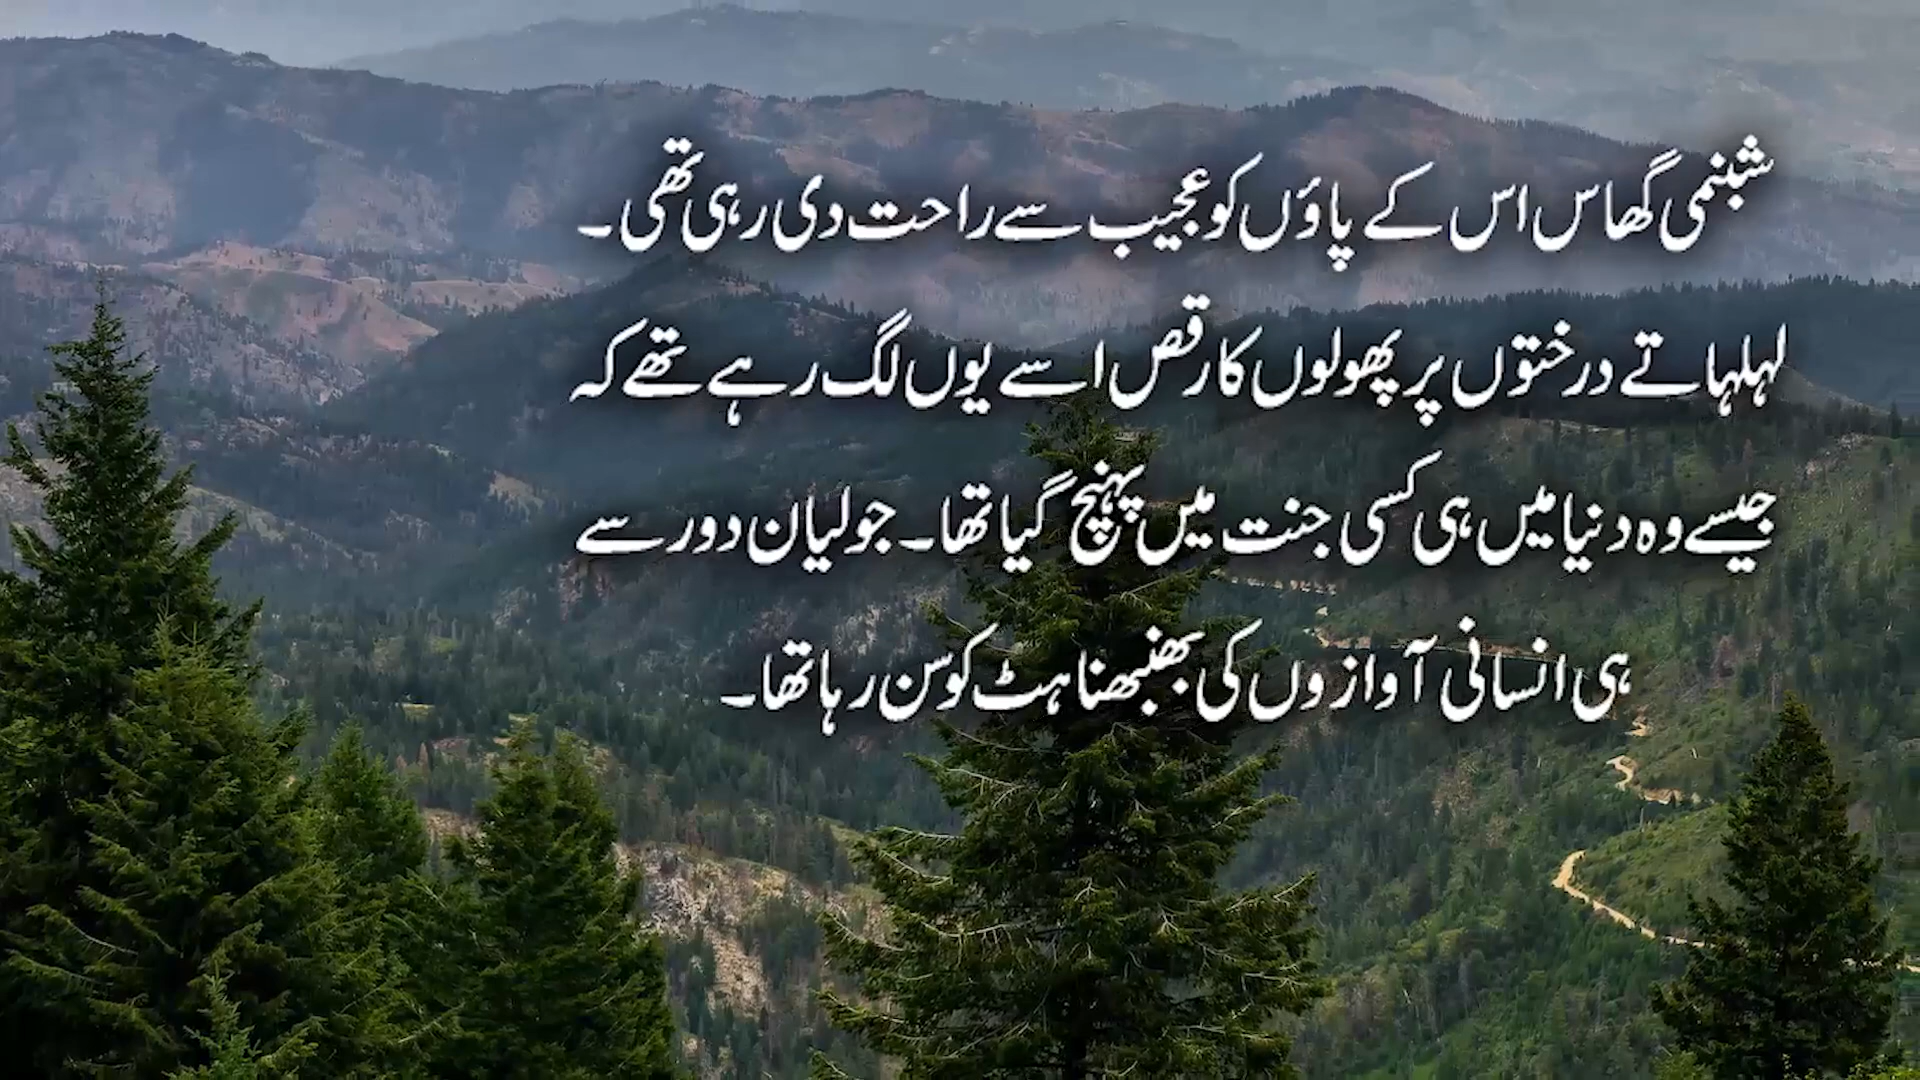 شبنمی گھاس اس کے پاؤں کو عجیب سے راحت دی رہی تھی۔
لہلہاتے درختوں پر پھولوں کا رقص اسے یوں لگ رہے تھے کہ
جیسے وہ دنیا میں ہی کسی جنت میں پہنچ گیا تھا۔ جولیان دور سے
ہی انسانی آوازوں کی بھنبھناہٹ کو سن رہا تھا۔